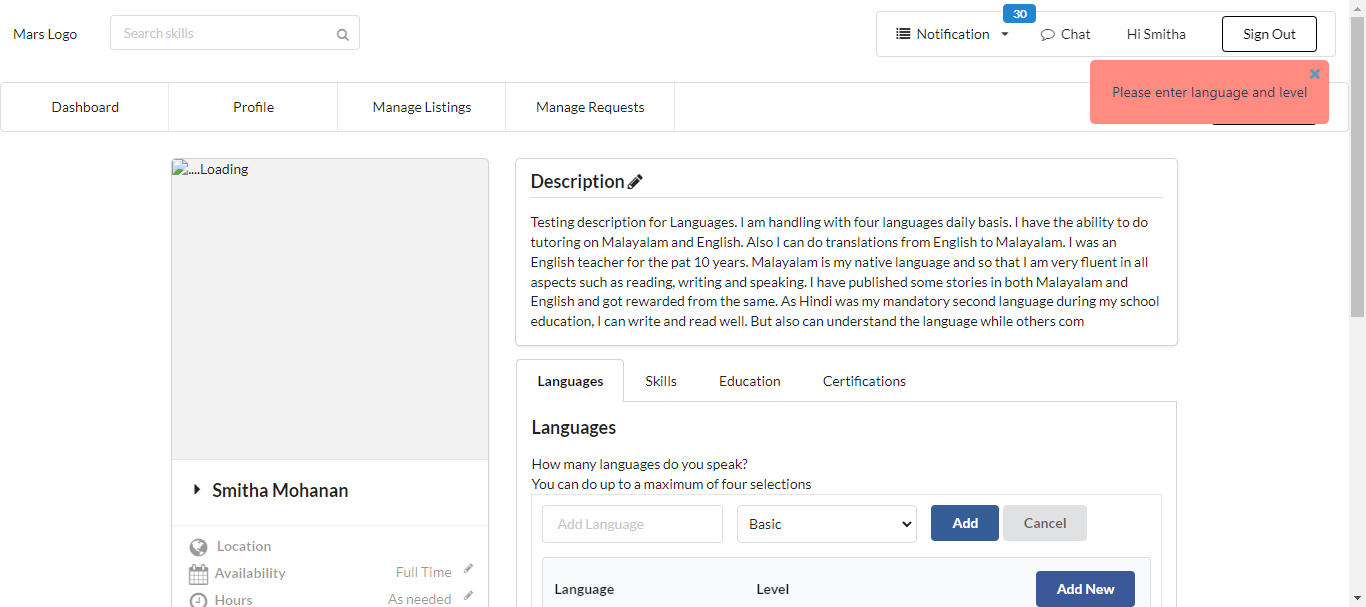 Mars Logo
Search skills
30
Notification
Chat
Hi Smitha
Sign Out
Please enter language and level
Dashboard
Profile
Manage Listings
Manage Requests
....Loading
Description
Testing description for Languages. I am handling with four languages daily basis. I have the ability to do
tutoring on Malayalam and English. Also I can do translations from English to Malayalam. I was an
English teacher for the pat 10 years. Malayalam is my native language and so that I am very fluent in all
aspects such as reading, writing and speaking. I have published some stories in both Malayalam and
English and got rewarded from the same. As Hindi was my mandatory second language during my school
education, I can write and read well. But also can understand the language while others com
Languages
Skills
Education
Certifications
Languages
How many languages do you speak?
You can do up to a maximum of four selections
Add Language
Basic
Add
Cancel
Language
Level
Add New
Smitha Mohanan
Location
Availability
Full Time
Hours
As needed